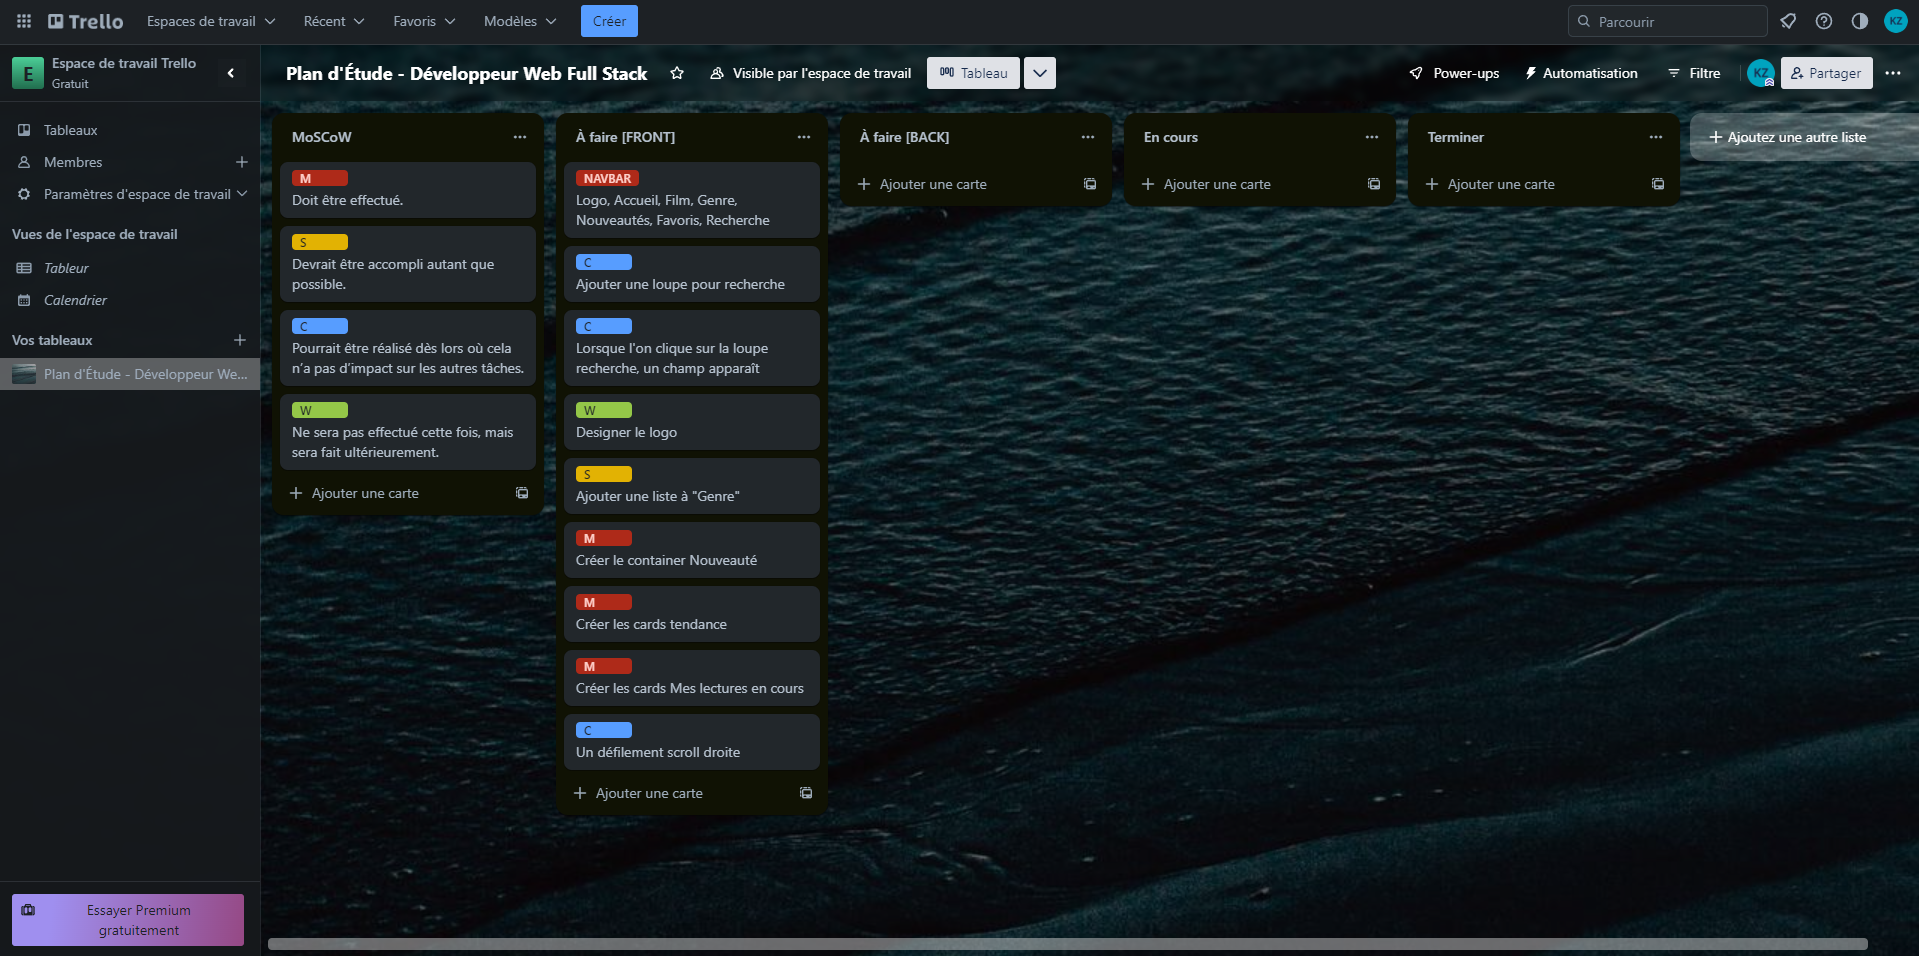 Trello
Espaces de travail
Récent
Favoris
Modèles
Créer
Parcourir
KZ
E
Espace de travail Trello
Gratuit
Tableaux
Membres
Paramètres d'espace de travail
Vues de l'espace de travail
Tableur
Calendrier
Vos tableaux
Plan d'Étude - Développeur We...
Essayer Premium
gratuitement
Plan d'Étude - Développeur Web Full Stack
Visible par l'espace de travail
Tableau
Power-ups
Automatisation
Filtre
KZ
Partager
MoSCoW
M
Doit être effectué.
S
Devrait être accompli autant que
possible.
C
Pourrait être réalisé dès lors où cela
n’a pas d’impact sur les autres tâches.
W
Ne sera pas effectué cette fois, mais
sera fait ultérieurement.
Ajouter une carte
À faire [FRONT]
NAVBAR
Logo, Accueil, Film, Genre,
Nouveautés, Favoris, Recherche
C
Ajouter une loupe pour recherche
C
Lorsque l'on clique sur la loupe
recherche, un champ apparaît
W
Designer le logo
S
Ajouter une liste à "Genre"
M
Créer le container Nouveauté
M
Créer les cards tendance
M
Créer les cards Mes lectures en cours
C
Un défilement scroll droite
Ajouter une carte
À faire [BACK]
Ajouter une carte
En cours
Ajouter une carte
Terminer
Ajouter une carte
Ajoutez une autre liste